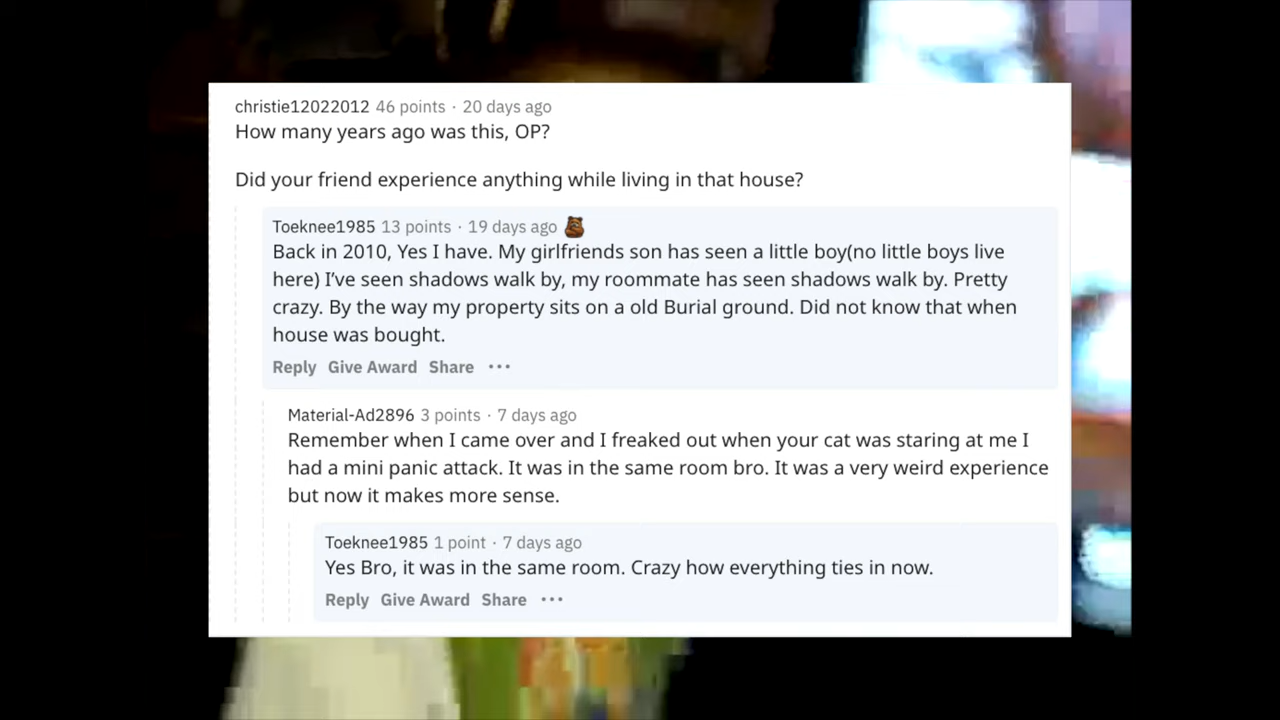 christie12022012 46 points · 20 days ago
How many years ago was this, OP?
Did your friend experience anything while living in that house?
Toeknee1985 13 points · 19 days ago
Back in 2010, Yes I have. My girlfriends son has seen a little boy(no little boys live
here) I’ve seen shadows walk by, my roommate has seen shadows walk by. Pretty
crazy. By the way my property sits on a old Burial ground. Did not know that when
house was bought.
Reply Give Award Share ···
Material-Ad2896 3 points · 7 days ago
Remember when I came over and I freaked out when your cat was staring at me I
had a mini panic attack. It was in the same room bro. It was a very weird experience
but now it makes more sense.
Toeknee1985 1 point · 7 days ago
Yes Bro, it was in the same room. Crazy how everything ties in now.
Reply Give Award Share ···